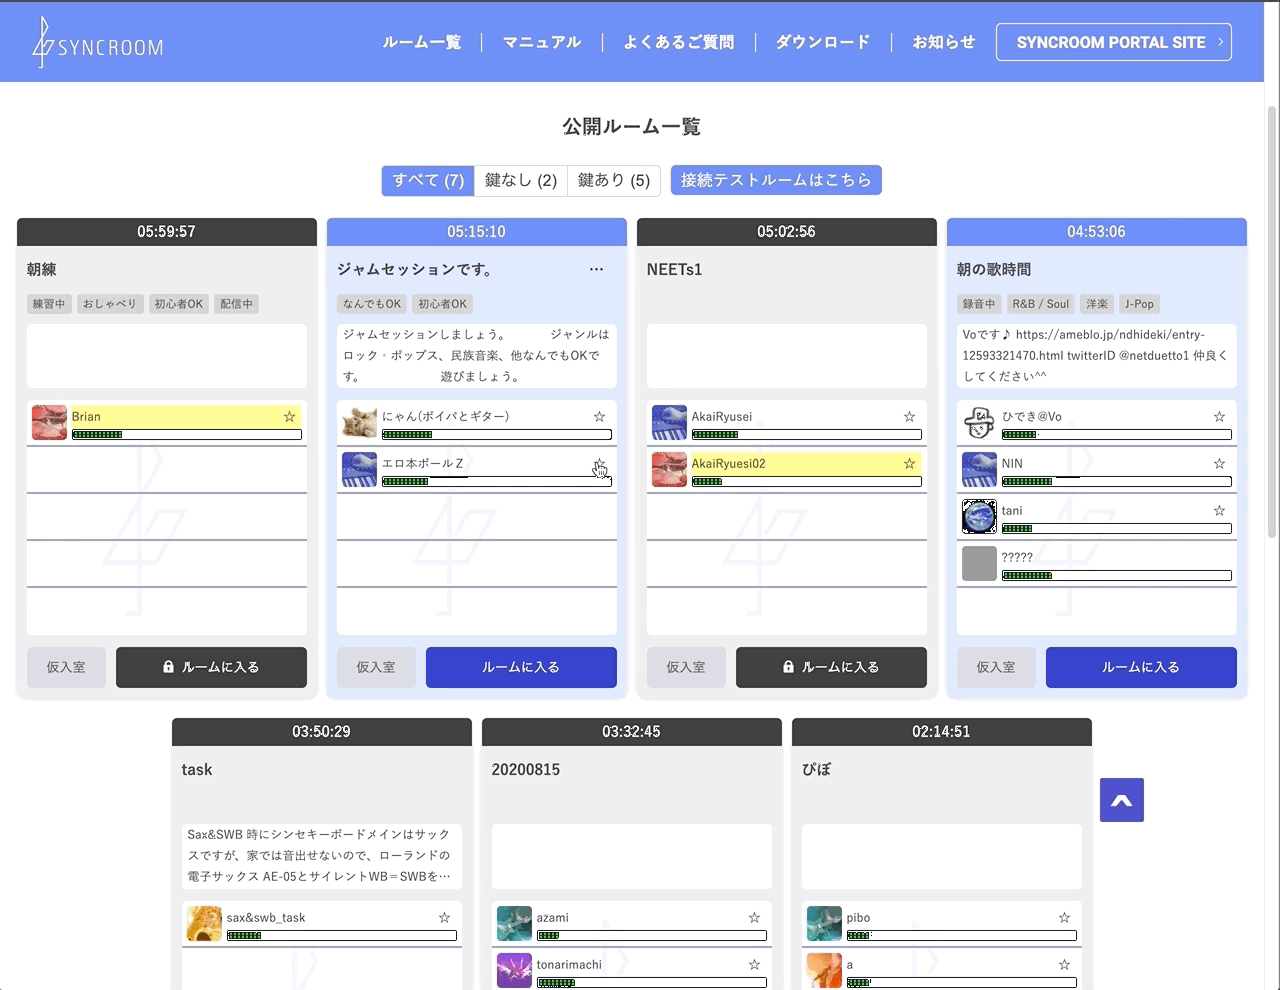 SYNCROOM
ルーム一覧
マニュアル
よくあるご質問
ダウンロード
お知らせ
SYNCROOM PORTAL SITE
公開ルーム一覧
すべて (7)
鍵なし (2)
鍵あり (5)
接続テストルームはこちら
05:59:57
朝練
練習中 おしゃべり 初心者OK 配信中
Brian
仮入室
ルームに入る
05:15:10
ジャムセッションです。 …
なんでもOK 初心者OK
ジャムセッションしましょう。 ジャンルは
ロック・ポップス、民族音楽、他なんでもOKで
す。 遊びましょう。
にゃん(ボイパとギター)
エロ本ボールＺ
仮入室
ルームに入る
05:02:56
NEETs1
AkaiRyusei
AkaiRyuesi02
仮入室
ルームに入る
04:53:06
朝の歌時間
録音中 R&B / Soul 洋楽 J-Pop
Voです♪ https://ameblo.jp/ndhideki/entry-
12593321470.html twitterID @netduetto1 仲良く
してください^^
ひでき@Vo
NIN
tani
?????
仮入室
ルームに入る
03:50:29
task
Sax&SWB 時にシンセキーボードメインはサック
スですが、家では音出せないので、ローランドの
電子サックス AE-05とサイレントWB＝SWBを…
sax&swb_task
03:32:45
20200815
azami
tonarimachi
02:14:51
ぴぼ
pibo
a